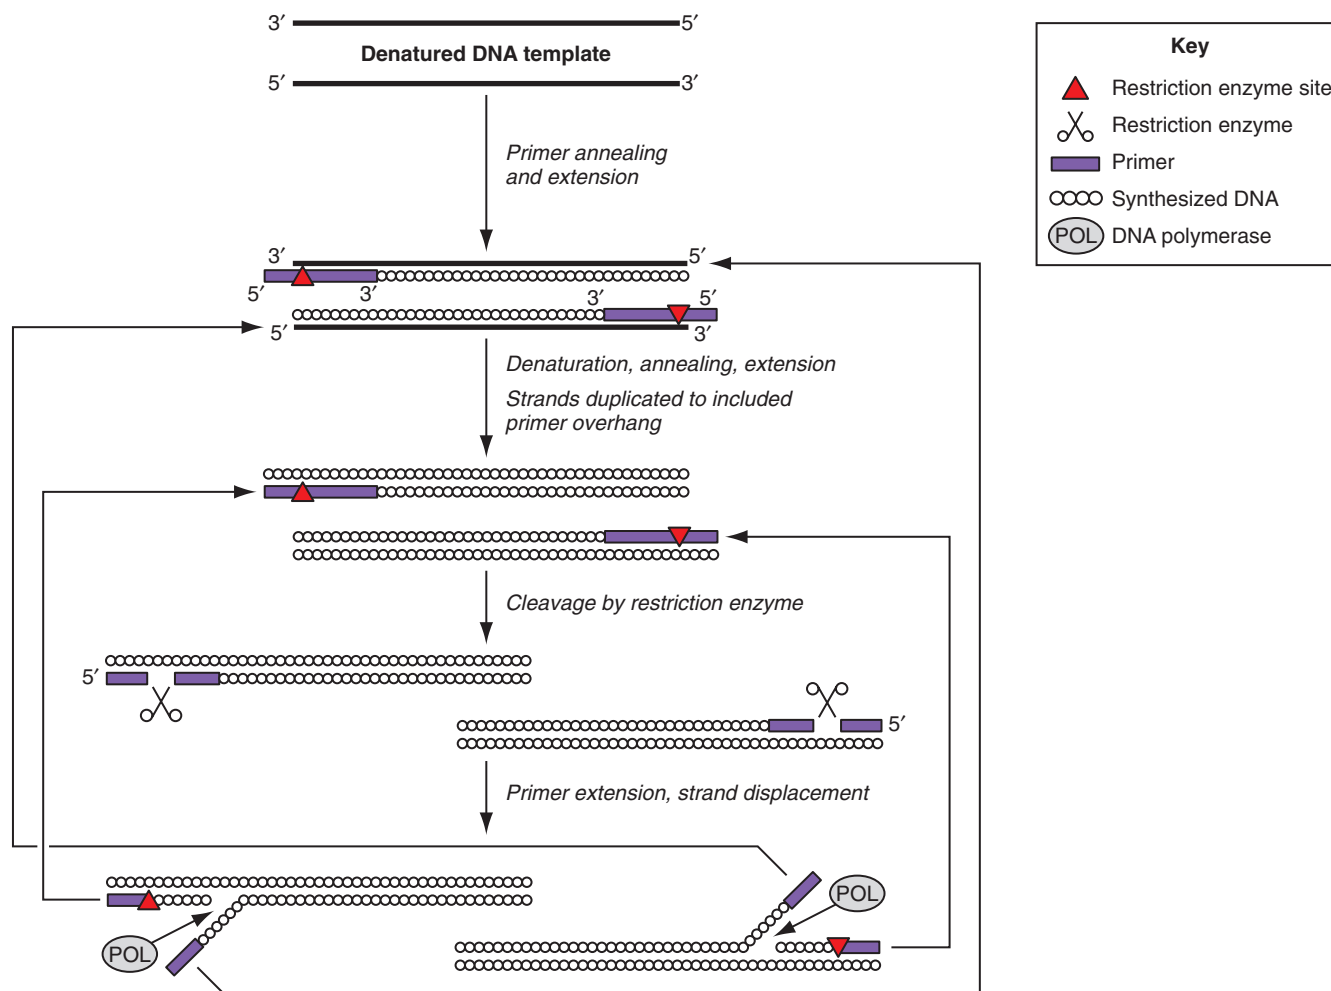 3′ 5′
Denatured DNA template
5′ 3′
Key
Restriction enzyme site
Restriction enzyme
Primer
Synthesized DNA
POL DNA polymerase
Primer annealing
and extension
3′ 5′
5′ 3′ 3′ 5′
5′ 3′
Denaturation, annealing, extension
Strands duplicated to included
primer overhang
Cleavage by restriction enzyme
5′
5′
Primer extension, strand displacement
POL
POL